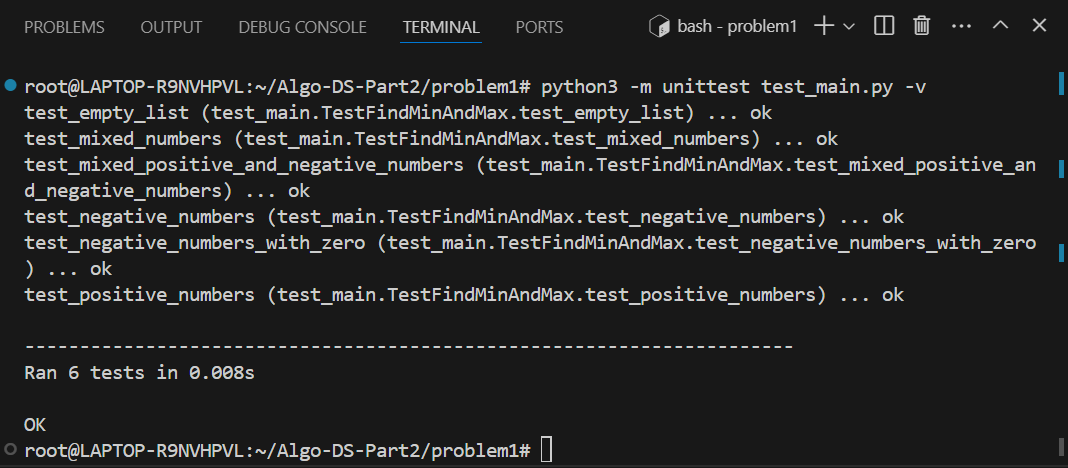 PROBLEMS OUTPUT DEBUG CONSOLE TERMINAL PORTS bash - problem1
root@LAPTOP-R9NVHPVL:~/Algo-DS-Part2/problem1# python3 -m unittest test_main.py -v
test_empty_list (test_main.TestFindMinAndMax.test_empty_list) ... ok
test_mixed_numbers (test_main.TestFindMinAndMax.test_mixed_numbers) ... ok
test_mixed_positive_and_negative_numbers (test_main.TestFindMinAndMax.test_mixed_positive_an
d_negative_numbers) ... ok
test_negative_numbers (test_main.TestFindMinAndMax.test_negative_numbers) ... ok
test_negative_numbers_with_zero (test_main.TestFindMinAndMax.test_negative_numbers_with_zero
) ... ok
test_positive_numbers (test_main.TestFindMinAndMax.test_positive_numbers) ... ok
----------------------------------------------------------------------
Ran 6 tests in 0.008s
OK
root@LAPTOP-R9NVHPVL:~/Algo-DS-Part2/problem1#